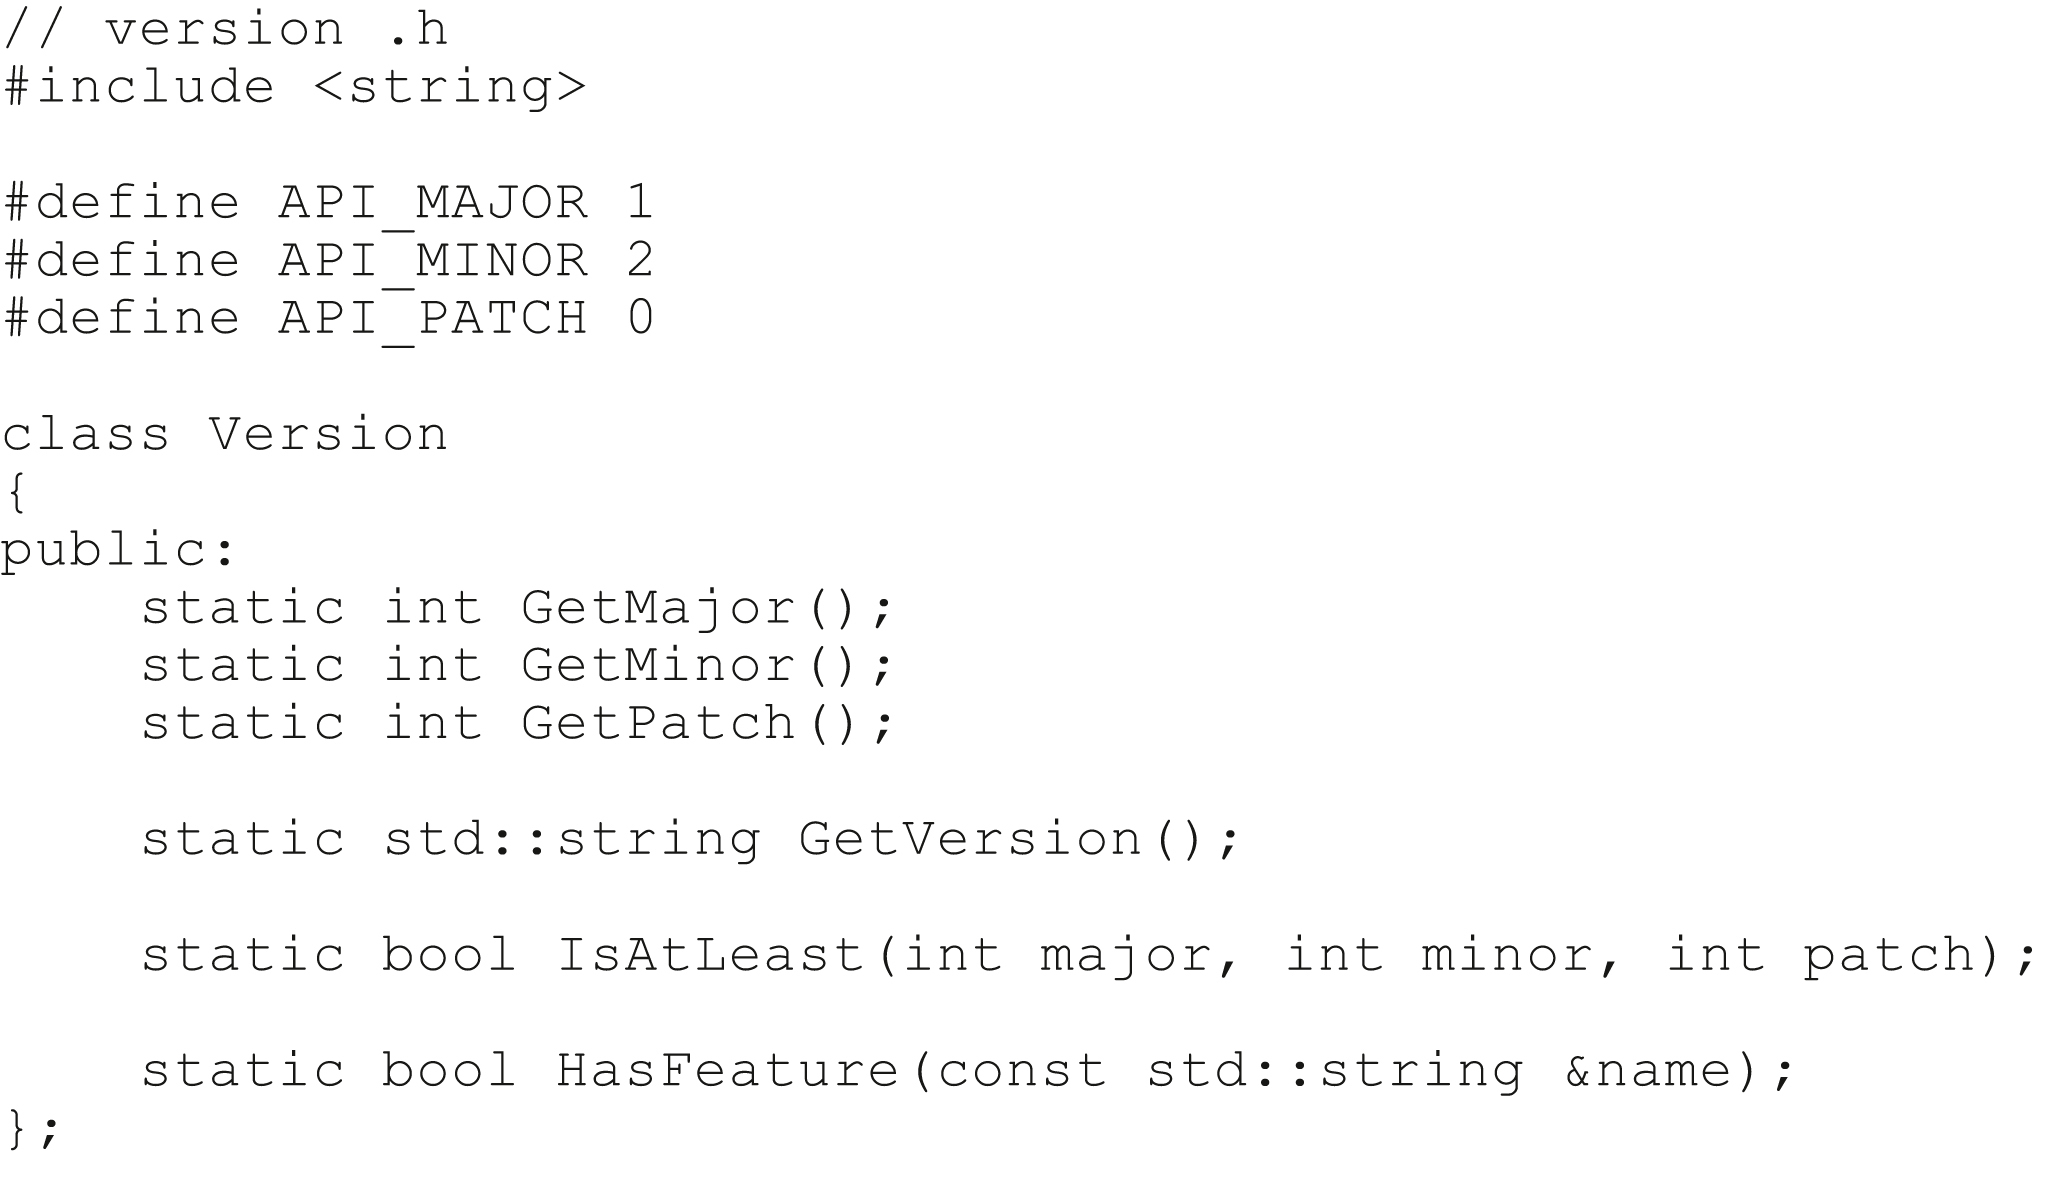 // version .h
#include <string>
#define API_MAJOR 1
#define API_MINOR 2
#define API_PATCH 0
class Version
{
public:
static int GetMajor();
static int GetMinor();
static int GetPatch();
static std::string GetVersion();
static bool IsAtLeast(int major, int minor, int patch);
static bool HasFeature(const std::string &name);
};